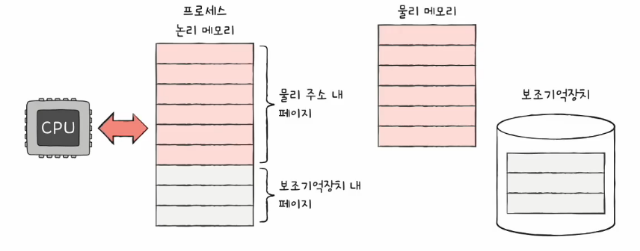 프로세스
논리 메모리
물리 메모리
물리 주소 내
페이지
보조기억장치
CPU
보조기억장치 내
페이지